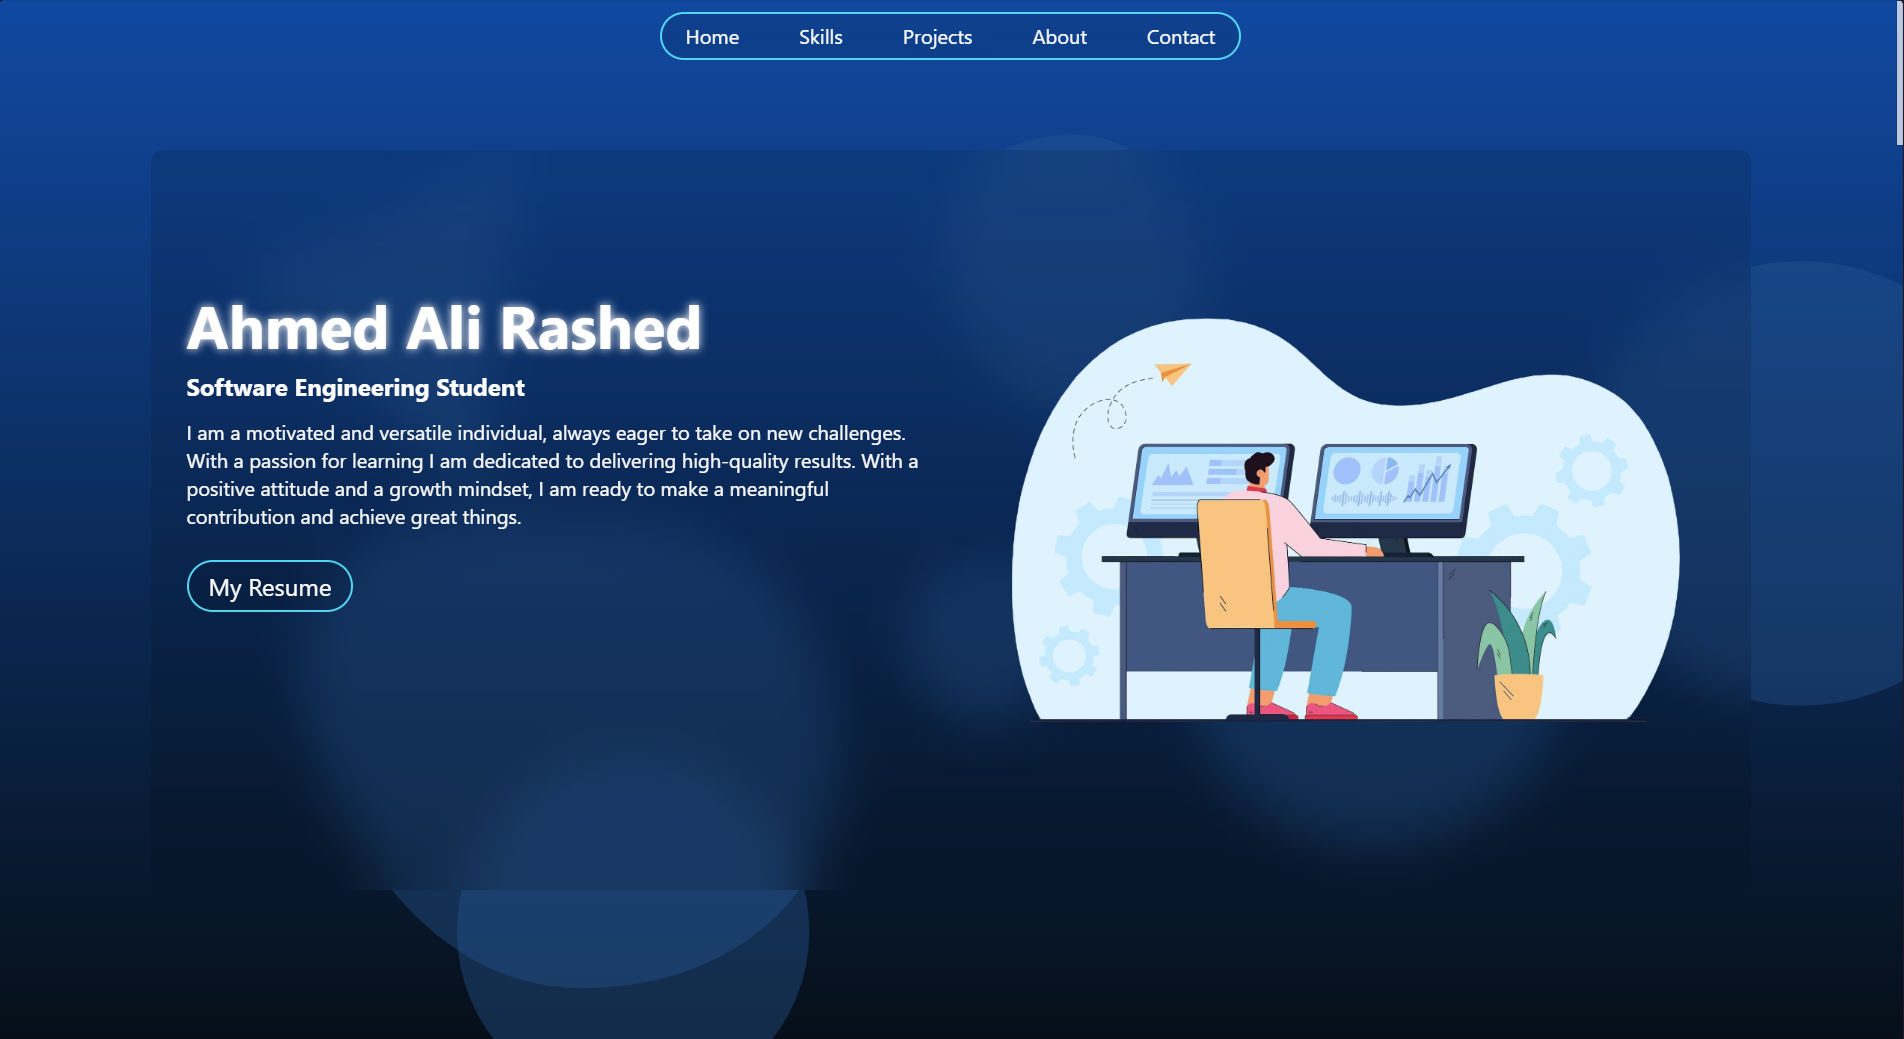 Home Skills Projects About Contact
Ahmed Ali Rashed
Software Engineering Student
I am a motivated and versatile individual, always eager to take on new challenges.
With a passion for learning I am dedicated to delivering high-quality results. With a
positive attitude and a growth mindset, I am ready to make a meaningful
contribution and achieve great things.
My Resume